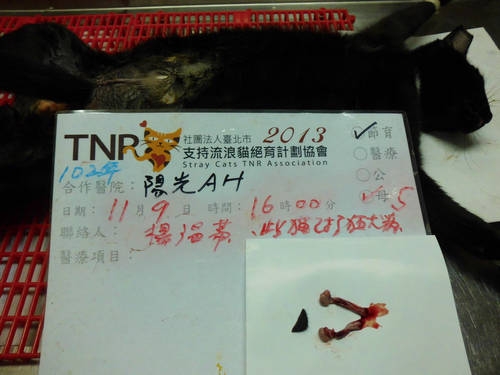 TNR 社團法人臺北市 2013
支持流浪貓絕育計劃協會
Stray Cats TNR Association
節育
醫療
公
母 5
102年
合作醫院: 陽光AH
日期: 11月9日 時間: 16時00分
聯絡人: 楊
醫療項目: